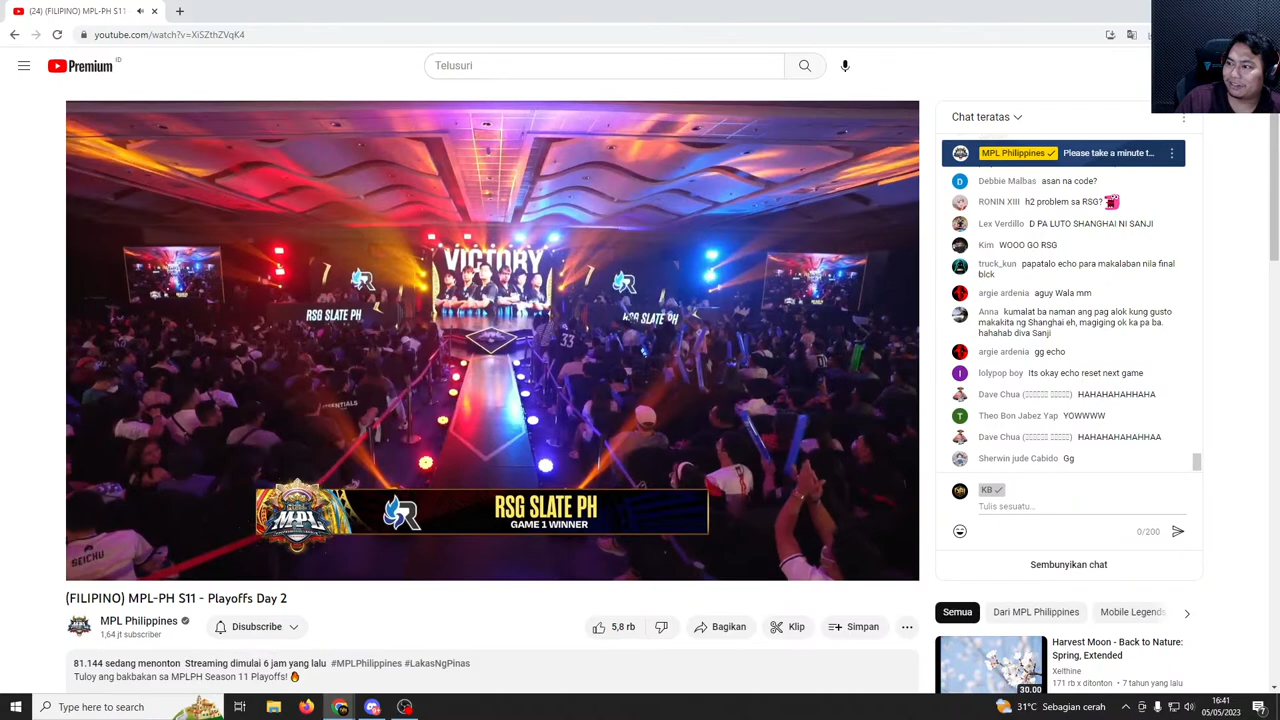 (24) (FILIPINO) MPL-PH S11
youtube.com/watch?v=XiSZthZVqK4
Premium ID
Telusuri
VICTORY
RSG SLATE PH
RSG SLATE PH
33
ESSENTIALS
SEICHU
MPL
RSG SLATE PH
GAME 1 WINNER
(FILIPINO) MPL-PH S11 - Playoffs Day 2
MPL Philippines
1,64 jt subscriber
Disubscribe
5,8 rb
Bagikan
Klip
Simpan
81.144 sedang menonton Streaming dimulai 6 jam yang lalu #MPLPhilippines #LakasNgPinas
Tuloy ang bakbakan sa MPLPH Season 11 Playoffs! 🔥
Chat teratas
MPL Philippines Please take a minute t...
Debbie Malbas asan na code?
RONIN XIII h2 problem sa RSG?
Lex Verdillo D PA LUTO SHANGHAI NI SANJI
Kim WOOO GO RSG
truck_kun papatalo echo para makalaban nila final
blck
argie ardenia aguy Wala mm
Anna kumalat ba naman ang pag alok kung gusto
makakita ng Shanghai eh, magiging ok ka pa ba.
hahahab diva Sanji
argie ardenia gg echo
lolypop boy Its okay echo reset next game
Dave Chua HAHAHAHAHHAHA
Theo Bon Jabez Yap YOWWWW
Dave Chua HAHAHAHAHAHHAA
Sherwin jude Cabido Gg
KB
Tulis sesuatu...
0/200
Sembunyikan chat
Semua
Dari MPL Philippines
Mobile Legends
Harvest Moon - Back to Nature:
Spring, Extended
Xelthine
171 rb x ditonton • 7 tahun yang lalu
30.00
Type here to search
31°C Sebagian cerah
16:41
05/05/2023